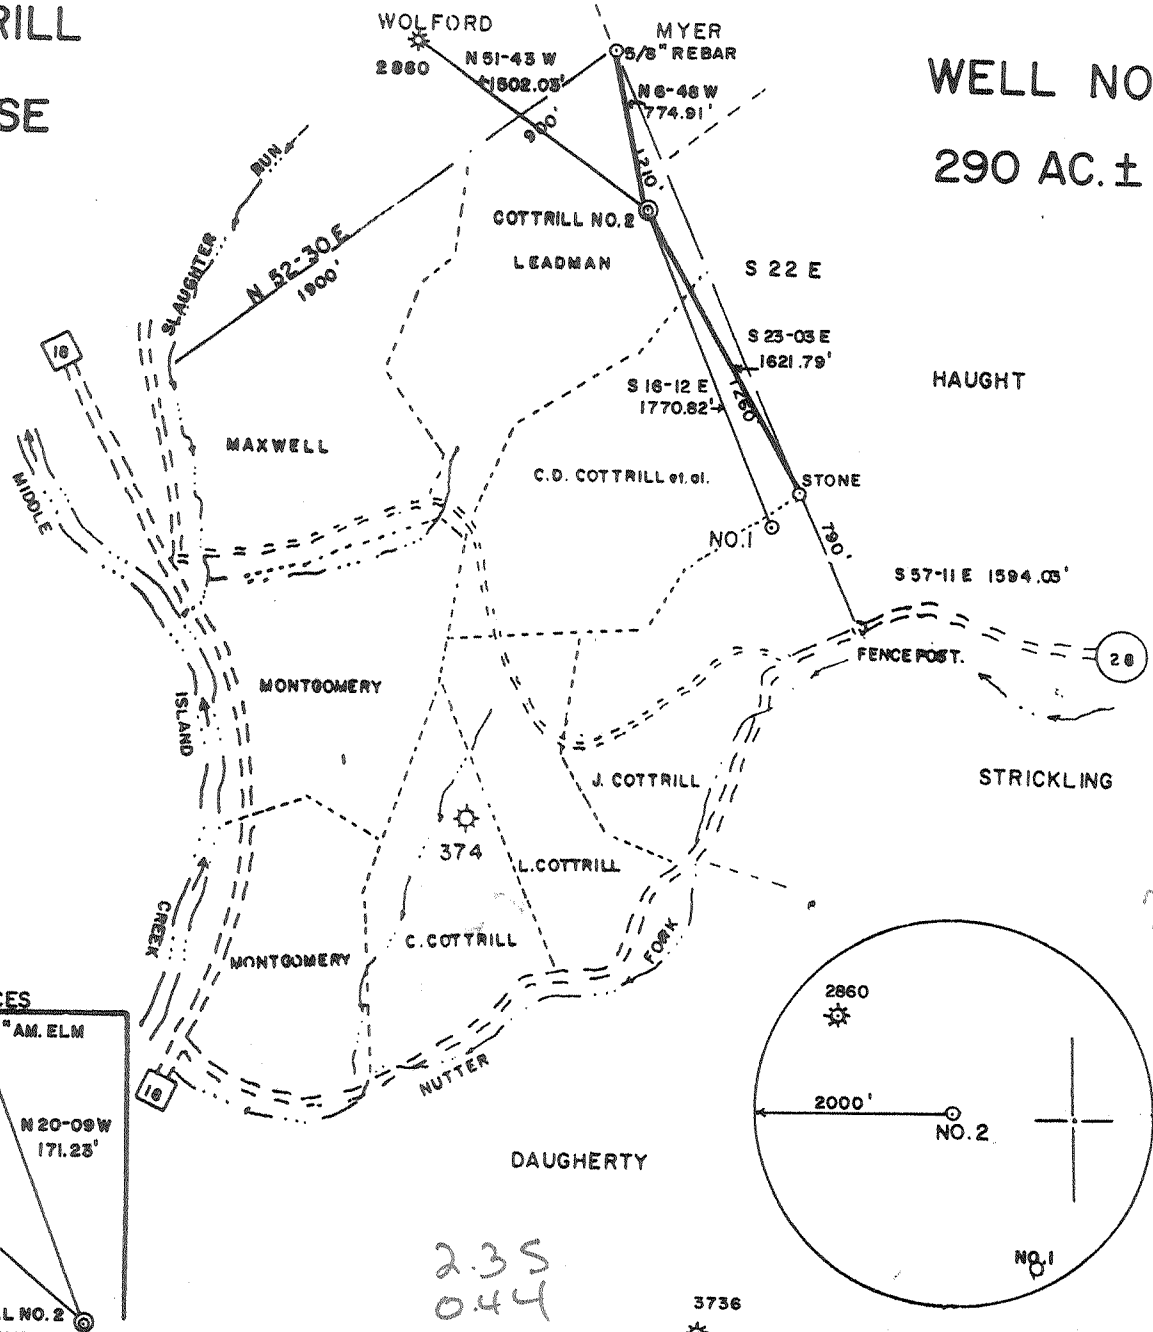 RILL
SE
WOLFORD
2860
MYER
5/8" REBAR
WELL NO
290 AC. ±
N 51-43 W
1502.03'
900'
N 6-48 W
774.91'
1210'
RUN
SLAUGHTER
N 52-30 E
1900'
COTTRILL NO. 2
LEADMAN
S 22 E
S 23-03 E
1621.79'
S 16-12 E
1770.82'
1260'
HAUGHT
18
MAXWELL
MIDDLE
C.D. COTTRILL et. al.
STONE
NO. 1
790'
S 57-11 E 1594.03'
FENCE POST.
28
MONTGOMERY
ISLAND
J. COTTRILL
STRICKLING
374
L. COTTRILL
CREEK
C. COTTRILL
MONTGOMERY
FORK
NUTTER
18
CES
" AM. ELM
N 20-09 W
171.23'
L NO. 2
2860
2000'
NO. 2
NO. 1
DAUGHERTY
2.35
0.44
3736